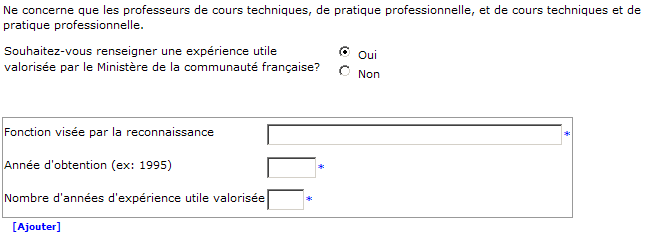 Ne concerne que les professeurs de cours techniques, de pratique professionnelle, et de cours techniques et de
pratique professionnelle.
Souhaitez-vous renseigner une expérience utile
valorisée par le Ministère de la communauté française?
Oui
Non
Fonction visée par la reconnaissance *
Année d'obtention (ex: 1995) *
Nombre d'années d'expérience utile valorisée *
[Ajouter]